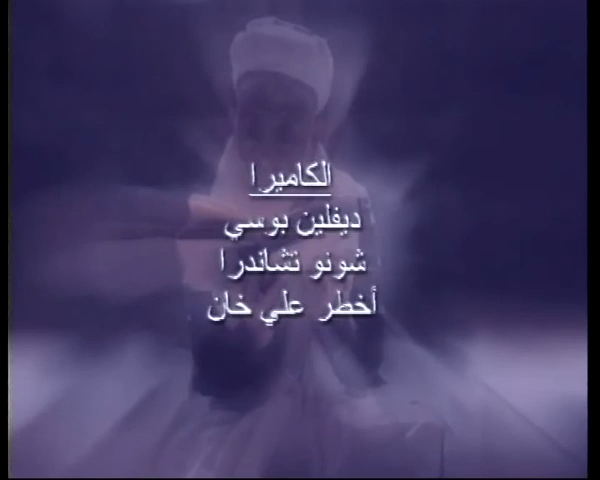 الكاميرا
ديفلين بوسي
شونو تشاندرا
أخطر علي خان